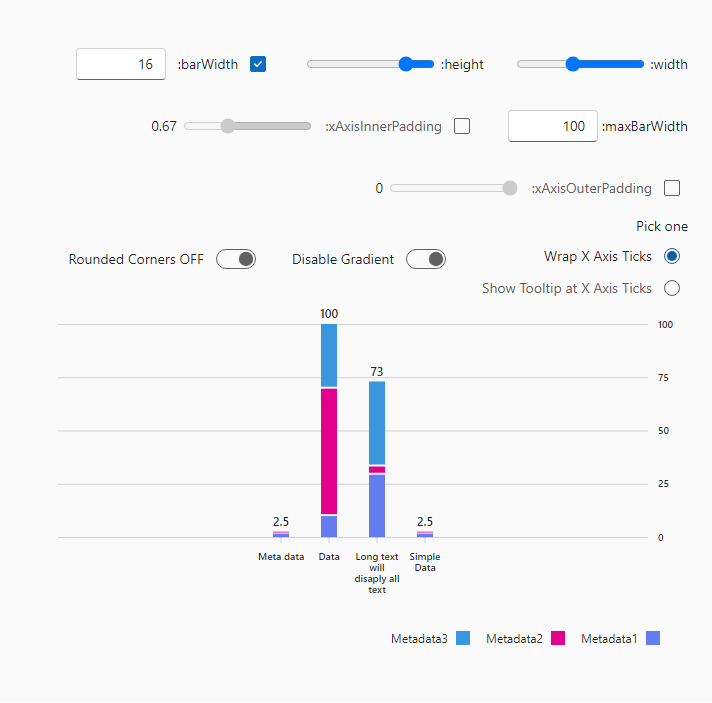 16 :barWidth :height :width
0.67 :xAxisInnerPadding 100 :maxBarWidth
0 :xAxisOuterPadding
Pick one
Rounded Corners OFF Disable Gradient Wrap X Axis Ticks
Show Tooltip at X Axis Ticks
100
100
73
75
50
25
2.5
2.5
0
Meta data
Data
Long text
will
disaply all
text
Simple
Data
Metadata3 Metadata2 Metadata1